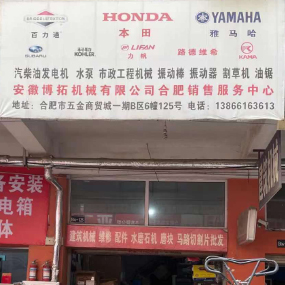 HONDA
YAMAHA
百力通
本田
雅马哈
SUBARU
KOHLER
LIFAN
力帆
路德维希
KAMA
汽柴油发电机 水泵 市政工程机械 振动棒 振动器 割草机 油锯
安徽博拓机械有限公司合肥销售服务中心
地址：合肥市五金商贸城一期B区6幢125号 电话：13866163613
各安装
电箱
体
建筑机械 维修 配件 水磨石机 磨块 马路切割片批发